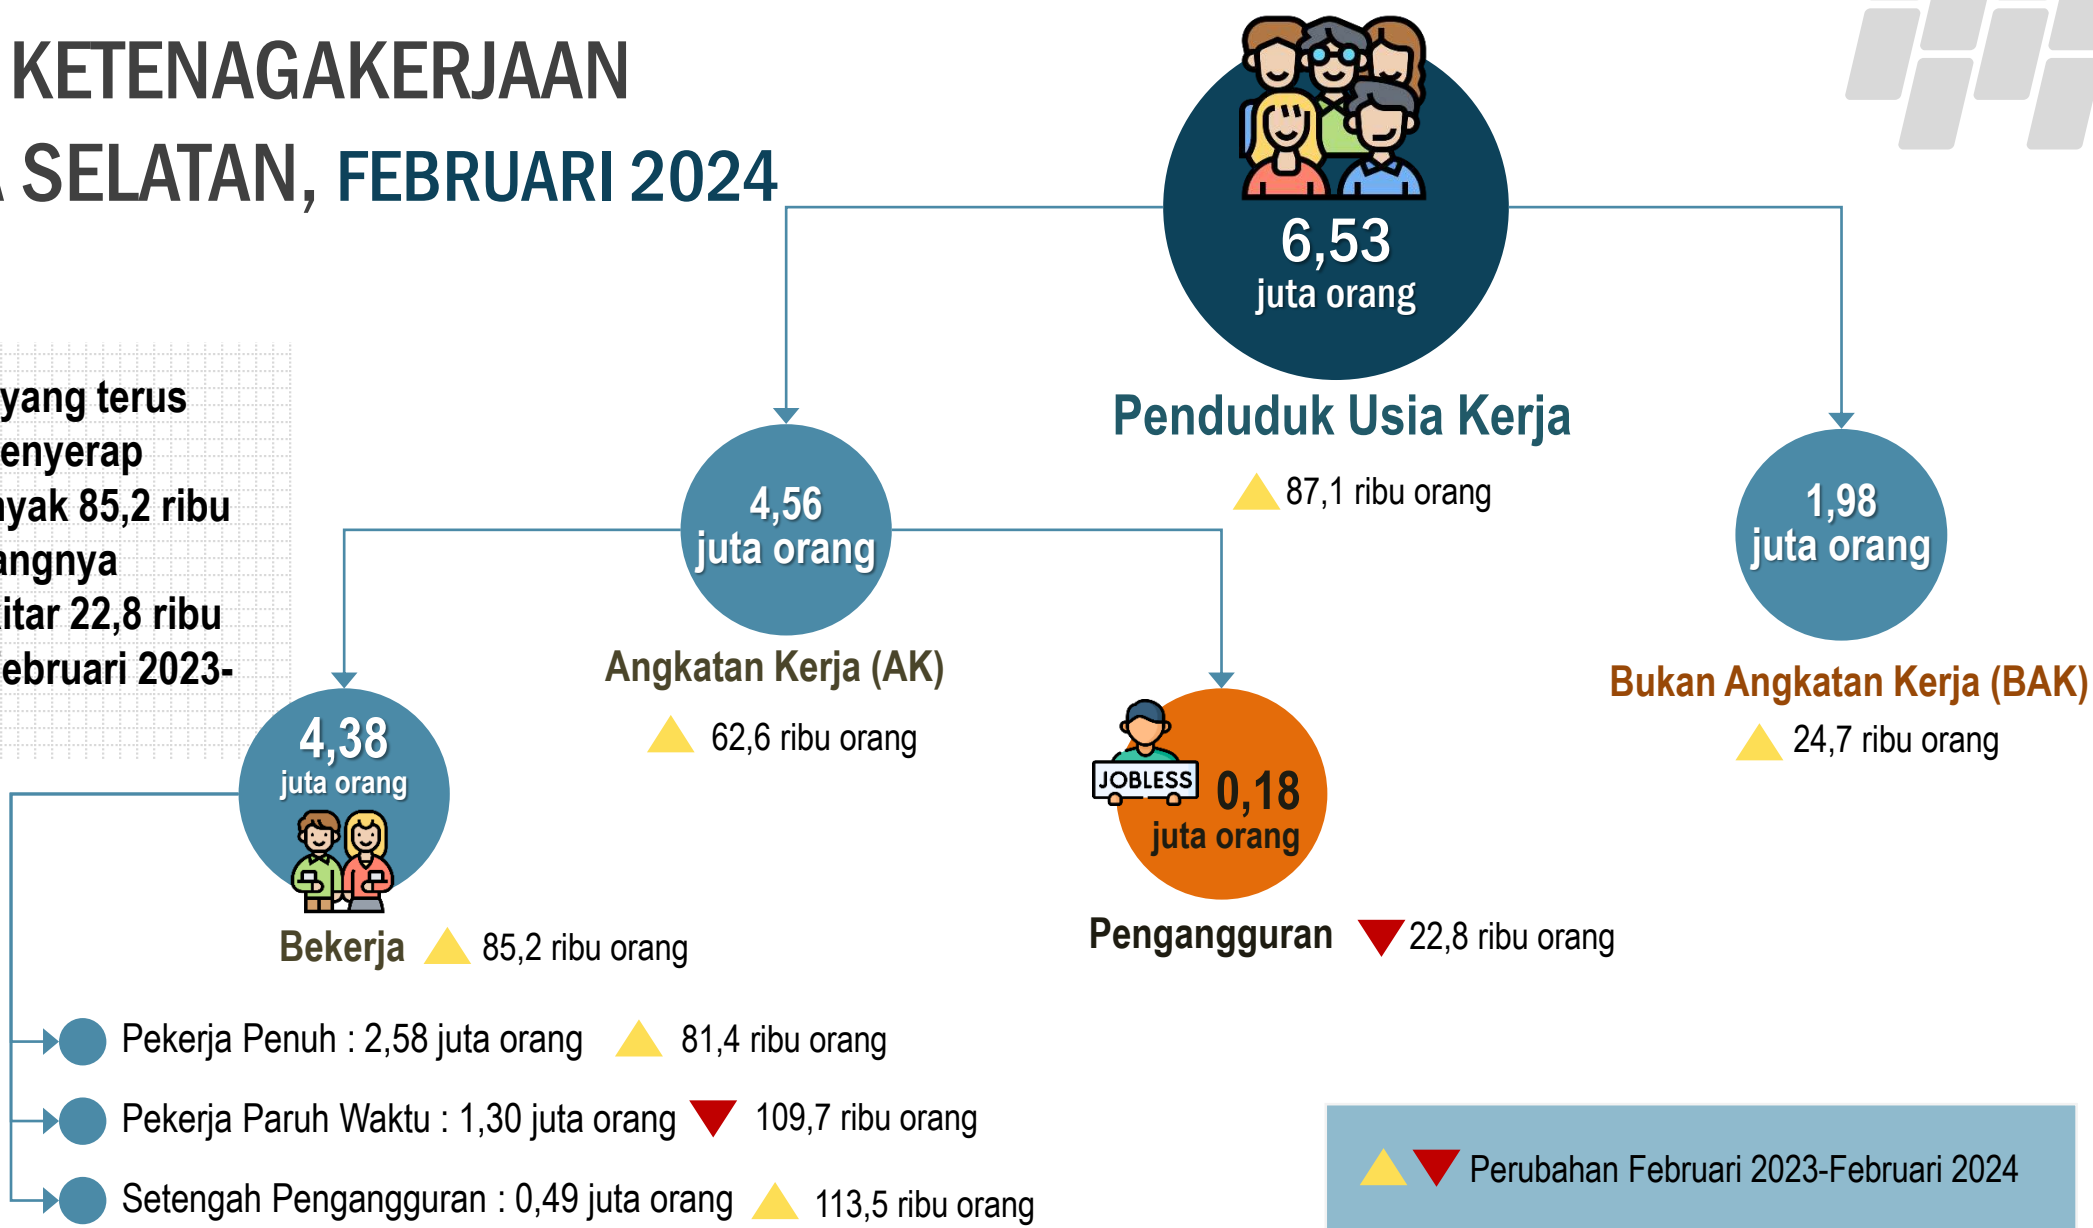 KETENAGAKERJAAN
SELATAN, FEBRUARI 2024
6,53
juta orang
Penduduk Usia Kerja
87,1 ribu orang
yang terus
enyerap
nyak 85,2 ribu
angnya
itar 22,8 ribu
ebruari 2023-
4,56
juta orang
Angkatan Kerja (AK)
62,6 ribu orang
1,98
juta orang
Bukan Angkatan Kerja (BAK)
24,7 ribu orang
4,38
juta orang
Bekerja 85,2 ribu orang
JOBLESS
0,18
juta orang
Pengangguran 22,8 ribu orang
Pekerja Penuh : 2,58 juta orang 81,4 ribu orang
Pekerja Paruh Waktu : 1,30 juta orang 109,7 ribu orang
Setengah Pengangguran : 0,49 juta orang 113,5 ribu orang
Perubahan Februari 2023-Februari 2024